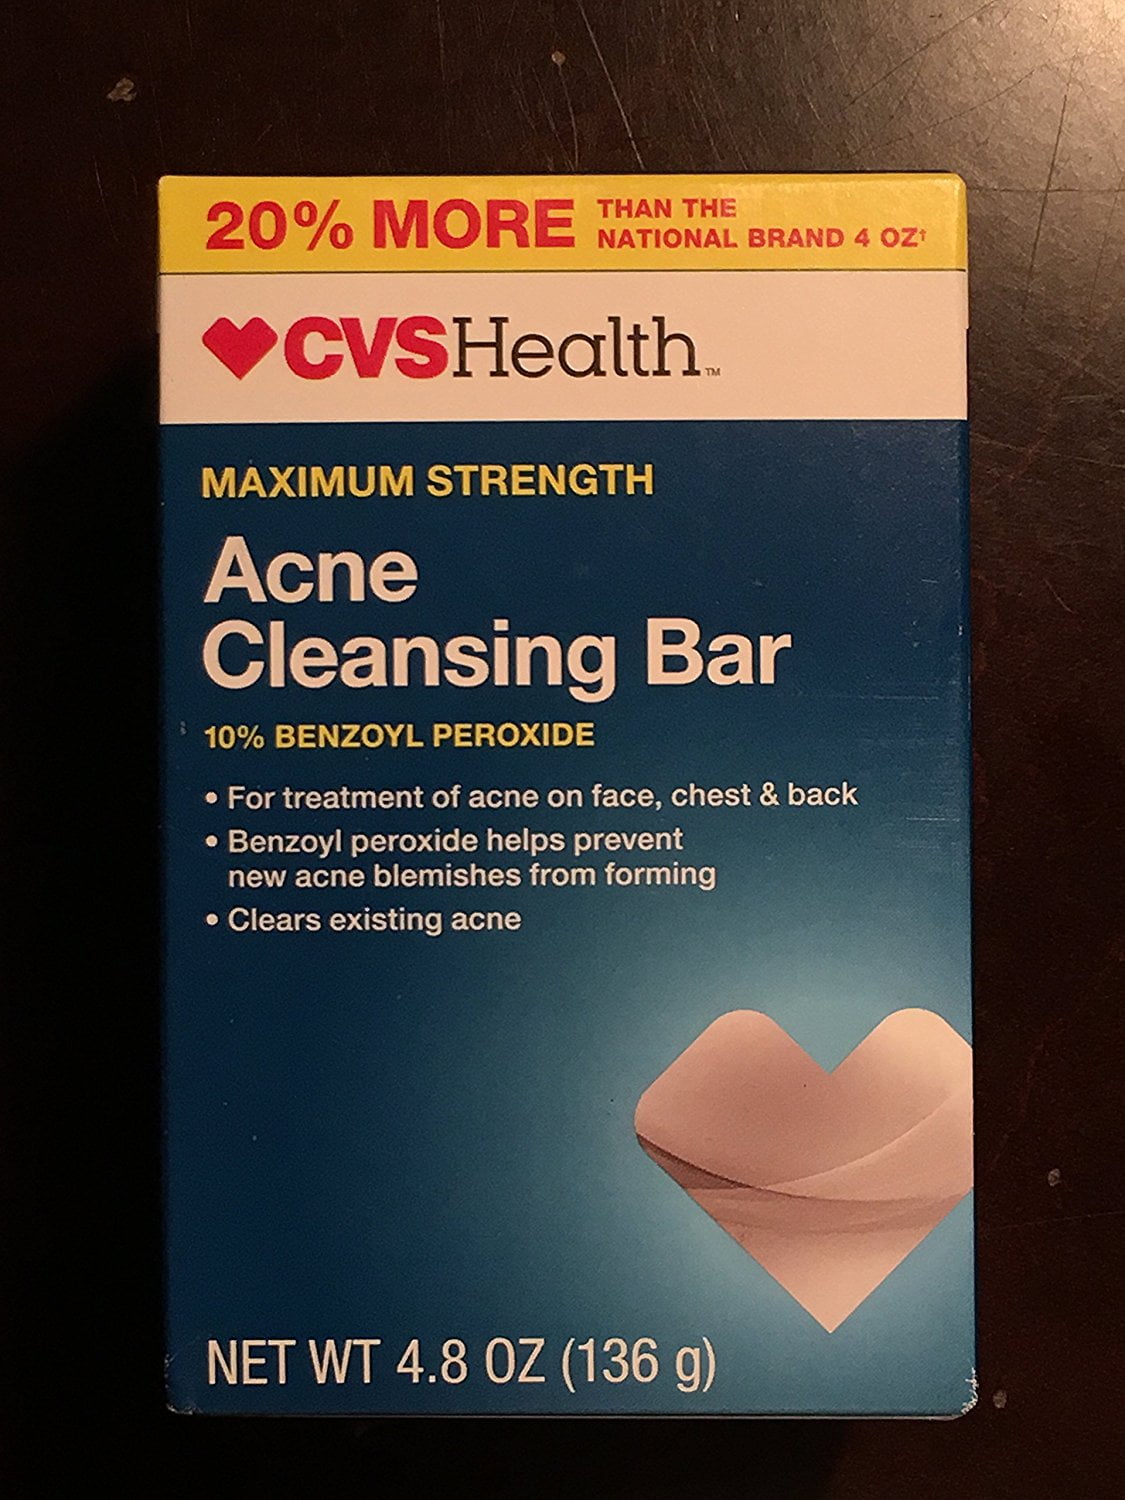 20% MORE THAN THE
NATIONAL BRAND 4 OZ†
CVSHealth™
MAXIMUM STRENGTH
Acne
Cleansing Bar
10% BENZOYL PEROXIDE
• For treatment of acne on face, chest & back
• Benzoyl peroxide helps prevent
new acne blemishes from forming
• Clears existing acne
NET WT 4.8 OZ (136 g)